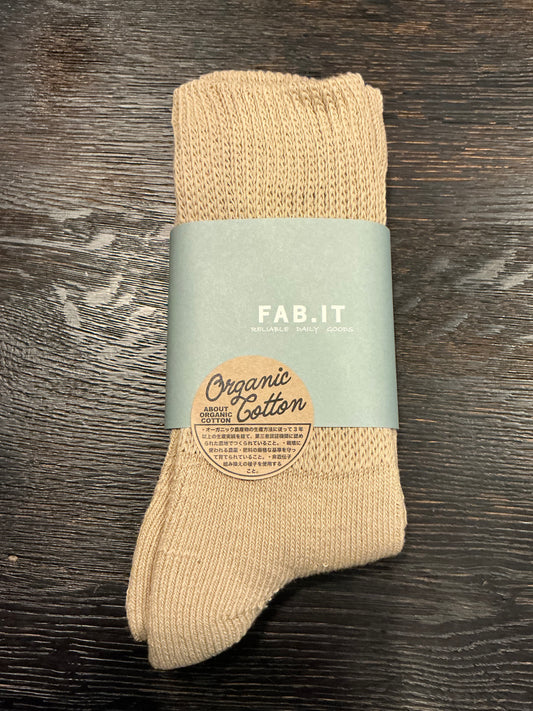 FAB.IT
RELIABLE DAILY GOODS
Organic
Cotton
ABOUT
ORGANIC
COTTON
・オーガニック農産物の生産方法に従って3年
以上の生産実績を経て、第三者認証機関に認め
られた農地でつくられていること。・栽培に
使われる農薬・肥料の厳格な基準を守っ
て育てられていること。・非遺伝子
組み換えの種子を使用する
こと。